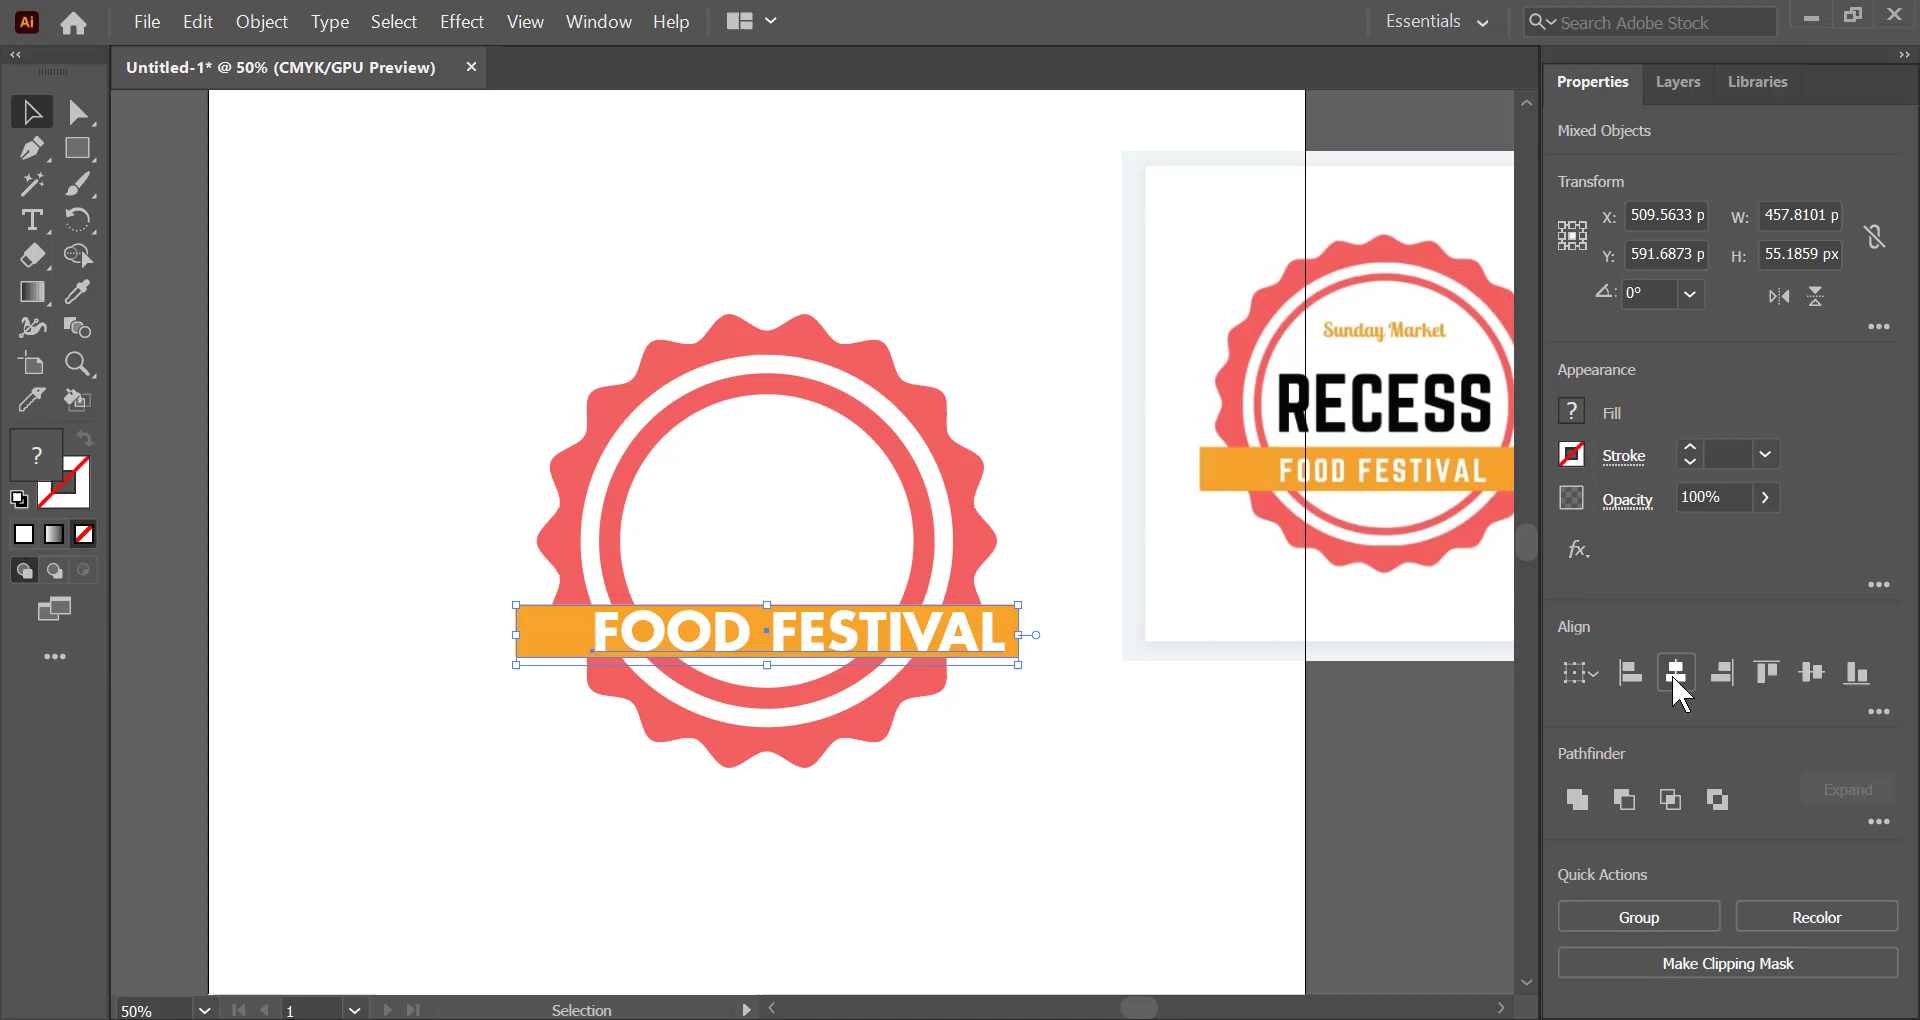 Ai File Edit Object Type Select Effect View Window Help Essentials Search Adobe Stock
Untitled-1* @ 50% (CMYK/GPU Preview)
Properties Layers Libraries
Mixed Objects
Transform
X: 509.5633 p W: 457.8101 p
Y: 591.6873 p H: 55.1859 px
0°
Appearance
? Fill
Stroke
Opacity 100%
fx.
Align
Pathfinder
Expand
Quick Actions
Group Recolor
Make Clipping Mask
?
FOOD FESTIVAL
Sunday Market
RECESS
FOOD FESTIVAL
50% 1 Selection